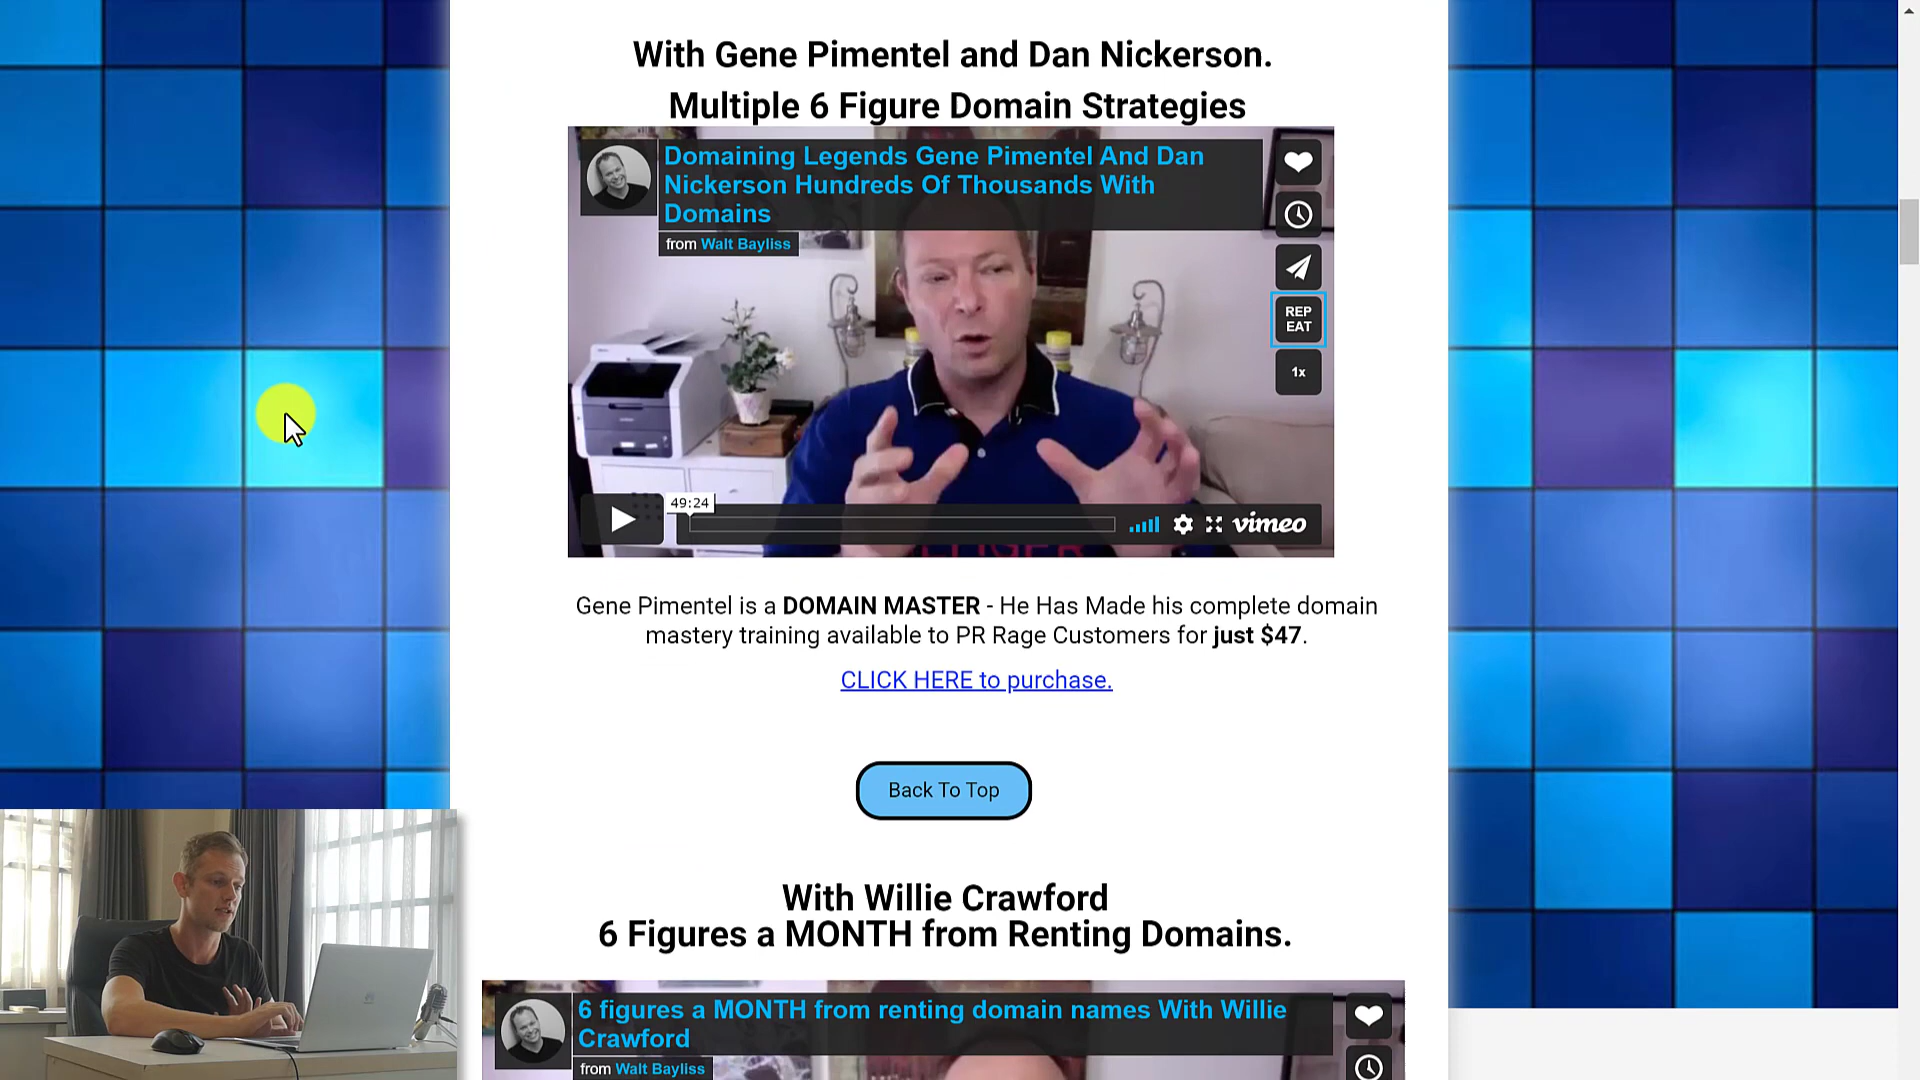 With Gene Pimentel and Dan Nickerson.
Multiple 6 Figure Domain Strategies
Domaining Legends Gene Pimentel And Dan
Nickerson Hundreds Of Thousands With
Domains
from Walt Bayliss
REP
EAT
1x
49:24
vimeo
Gene Pimentel is a DOMAIN MASTER - He Has Made his complete domain
mastery training available to PR Rage Customers for just $47.
CLICK HERE to purchase.
Back To Top
With Willie Crawford
6 Figures a MONTH from Renting Domains.
6 figures a MONTH from renting domain names With Willie
Crawford
from Walt Bayliss